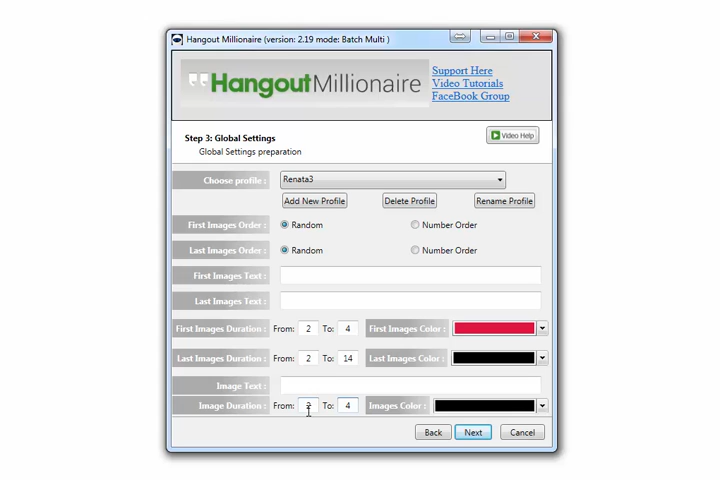 Hangout Millionaire (version: 2.19 mode: Batch Multi )
HangoutMillionaire
Support Here
Video Tutorials
FaceBook Group
Step 3: Global Settings
Global Settings preparation
Video Help
Choose profile : Renata3
Add New Profile Delete Profile Rename Profile
First Images Order : Random Number Order
Last Images Order : Random Number Order
First Images Text :
Last Images Text :
First Images Duration : From: 2 To: 4 First Images Color :
Last Images Duration : From: 2 To: 14 Last Images Color :
Image Text :
Image Duration : From: 2 To: 4 Images Color :
Back Next Cancel